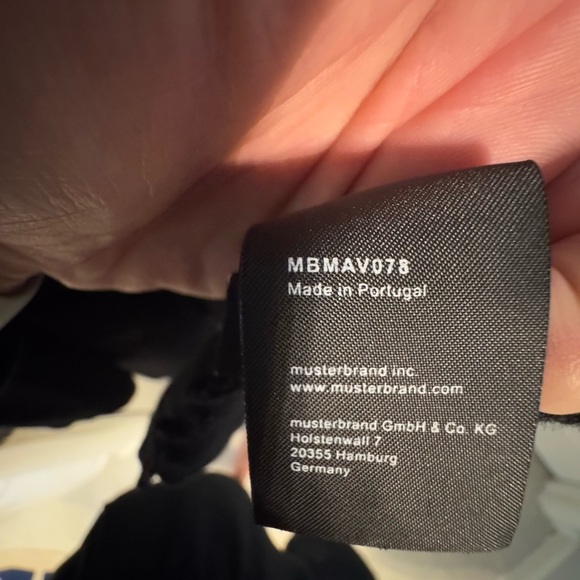 MBMAV078
Made in Portugal
musterbrand inc
www.musterbrand.com
musterbrand GmbH & Co. KG
Holstenwall 7
20355 Hamburg
Germany